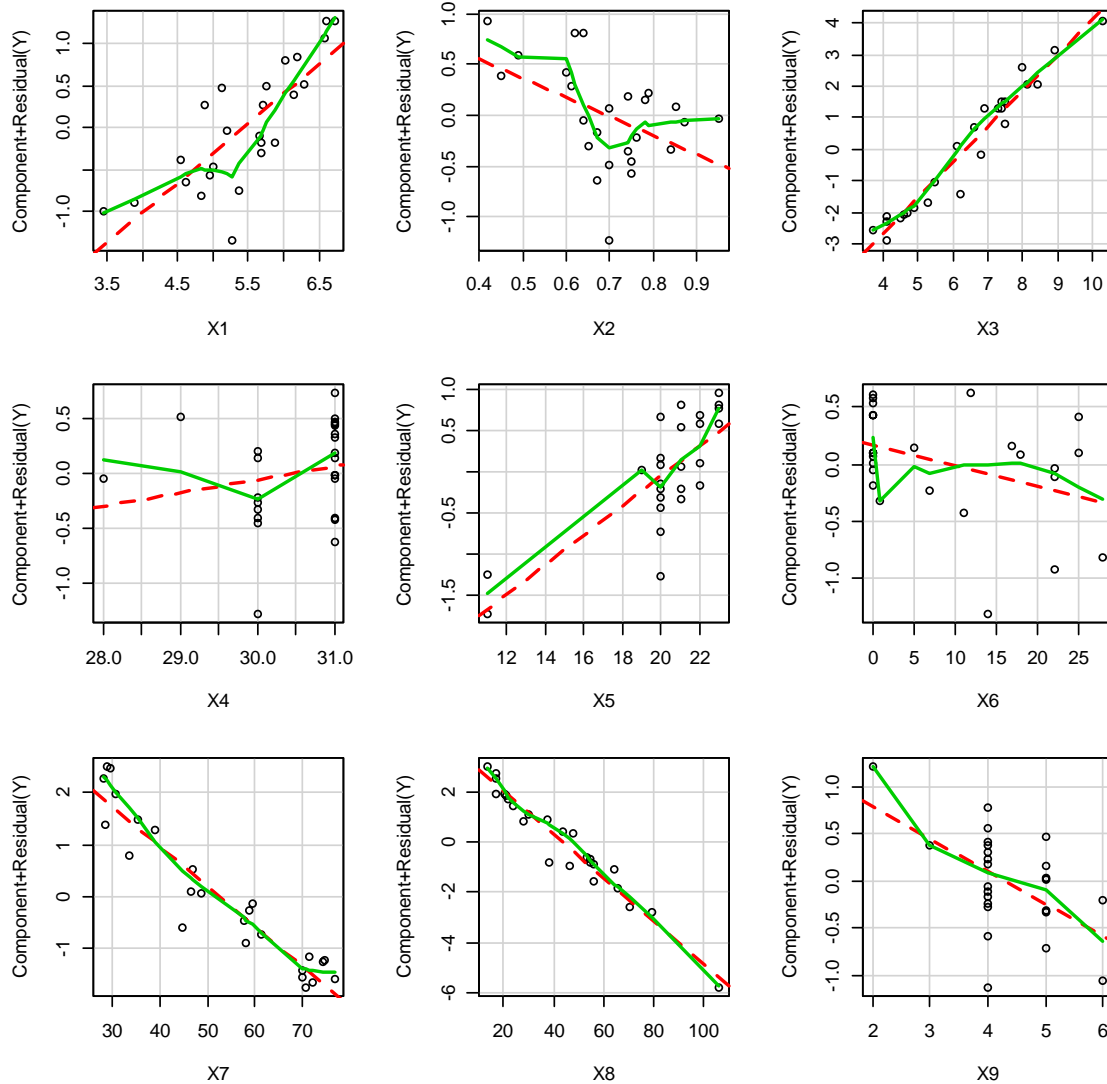 Component+Residual(Y)
1.0
0.5
0.0
-1.0
3.5 4.5 5.5 6.5
X1
Component+Residual(Y)
1.0
0.5
0.0
-0.5
-1.0
0.4 0.5 0.6 0.7 0.8 0.9
X2
Component+Residual(Y)
4
3
2
1
0
-1
-2
-3
4 5 6 7 8 9 10
X3
Component+Residual(Y)
0.5
0.0
-0.5
-1.0
28.0 29.0 30.0 31.0
X4
Component+Residual(Y)
1.0
0.5
-0.5
-1.5
12 14 16 18 20 22
X5
Component+Residual(Y)
0.5
0.0
-1.0
0 5 10 15 20 25
X6
Component+Residual(Y)
2
1
0
-1
30 40 50 60 70
X7
Component+Residual(Y)
2
0
-2
-4
-6
20 40 60 80 100
X8
Component+Residual(Y)
1.0
0.5
0.0
-1.0
2 3 4 5 6
X9